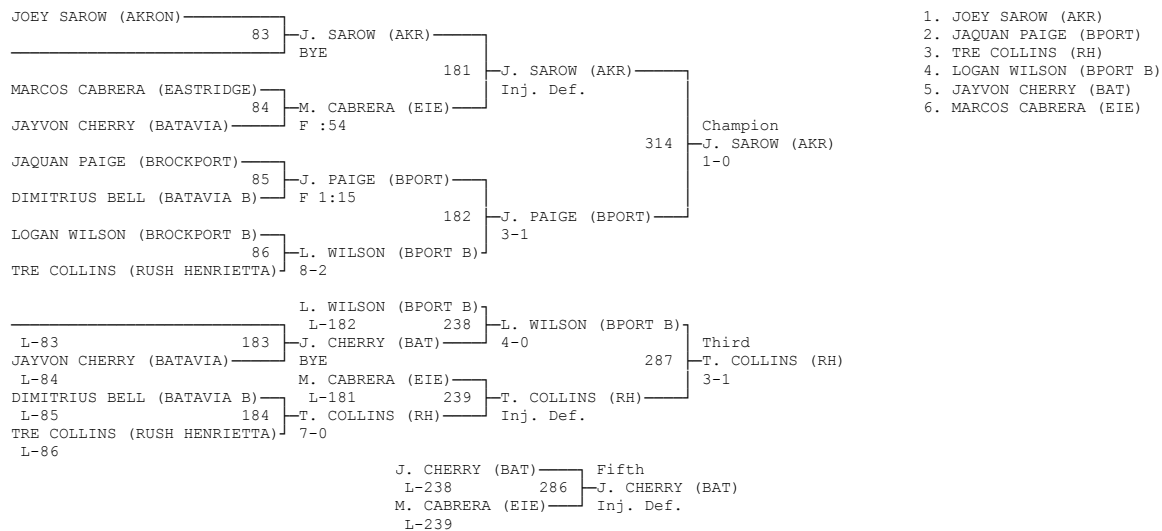 JOEY SAROW (AKRON)
83 J. SAROW (AKR)
BYE
181 J. SAROW (AKR)
MARCOS CABRERA (EASTRIDGE) Inj. Def.
84 M. CABRERA (EIE)
JAYVON CHERRY (BATAVIA) F :54
Champion
314 J. SAROW (AKR)
JAQUAN PAIGE (BROCKPORT) 1-0
85 J. PAIGE (BPORT)
DIMITRIUS BELL (BATAVIA B) F 1:15
182 J. PAIGE (BPORT)
LOGAN WILSON (BROCKPORT B) 3-1
86 L. WILSON (BPORT B)
TRE COLLINS (RUSH HENRIETTA) 8-2
L. WILSON (BPORT B)
L-182 238 L. WILSON (BPORT B)
L-83 183 J. CHERRY (BAT) 4-0 Third
JAYVON CHERRY (BATAVIA) BYE 287 T. COLLINS (RH)
L-84 M. CABRERA (EIE) 3-1
DIMITRIUS BELL (BATAVIA B) L-181 239 T. COLLINS (RH)
L-85 184 T. COLLINS (RH) Inj. Def.
TRE COLLINS (RUSH HENRIETTA) 7-0
L-86
J. CHERRY (BAT) Fifth
L-238 286 J. CHERRY (BAT)
M. CABRERA (EIE) Inj. Def.
L-239
1. JOEY SAROW (AKR)
2. JAQUAN PAIGE (BPORT)
3. TRE COLLINS (RH)
4. LOGAN WILSON (BPORT B)
5. JAYVON CHERRY (BAT)
6. MARCOS CABRERA (EIE)